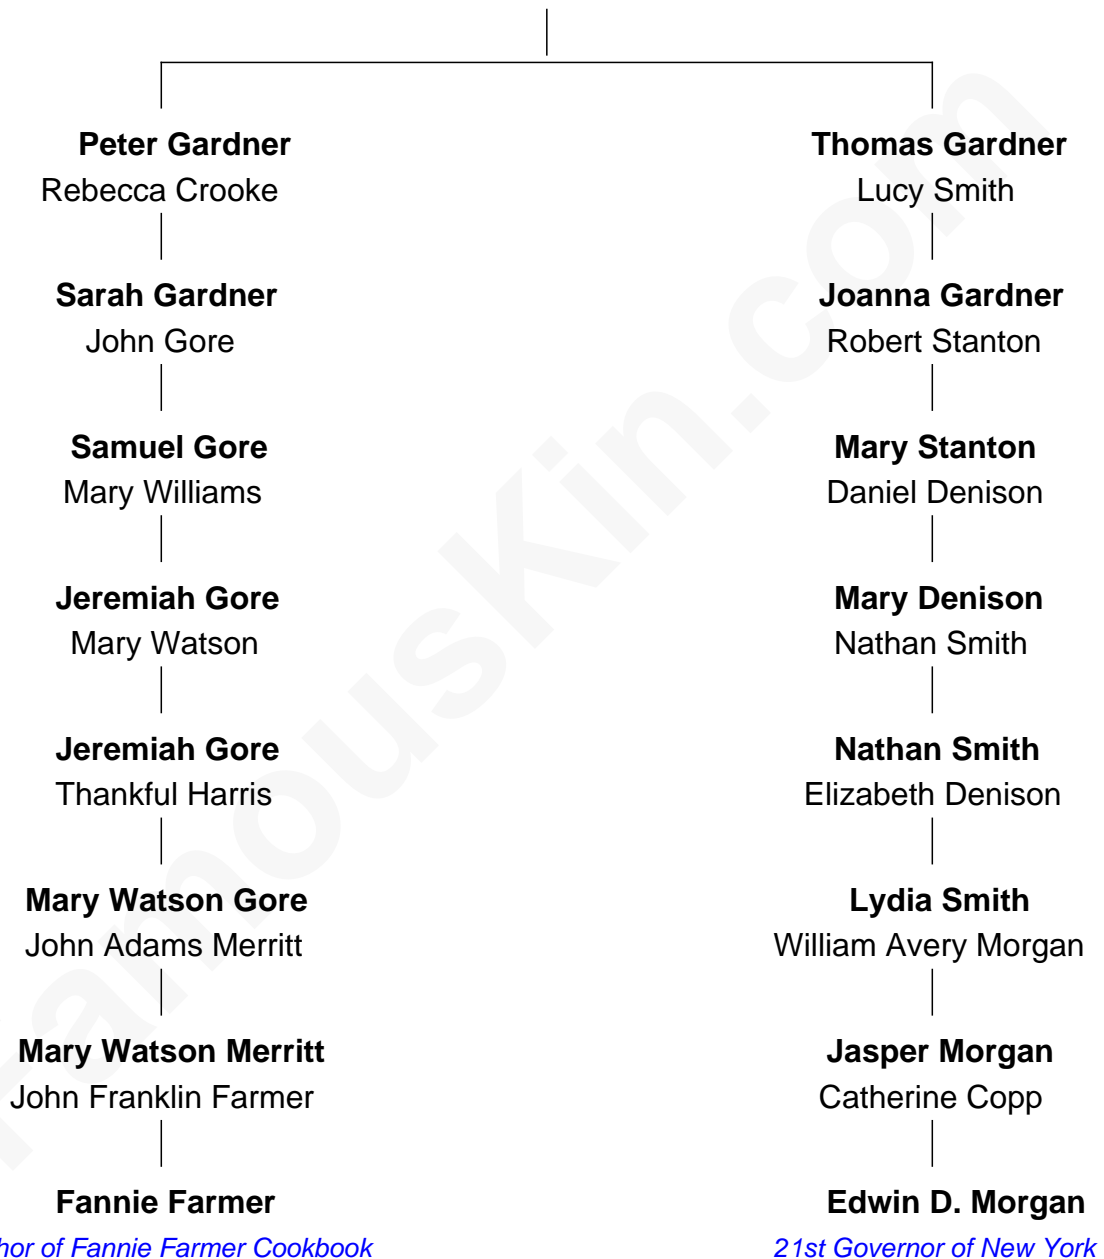 Peter Gardner
Rebecca Crooke
Sarah Gardner
John Gore
Samuel Gore
Mary Williams
Jeremiah Gore
Mary Watson
Jeremiah Gore
Thankful Harris
Mary Watson Gore
John Adams Merritt
Mary Watson Merritt
John Franklin Farmer
Fannie Farmer
hor of Fannie Farmer Cookbook
Thomas Gardner
Lucy Smith
Joanna Gardner
Robert Stanton
Mary Stanton
Daniel Denison
Mary Denison
Nathan Smith
Nathan Smith
Elizabeth Denison
Lydia Smith
William Avery Morgan
Jasper Morgan
Catherine Copp
Edwin D. Morgan
21st Governor of New York
FamousKin.com